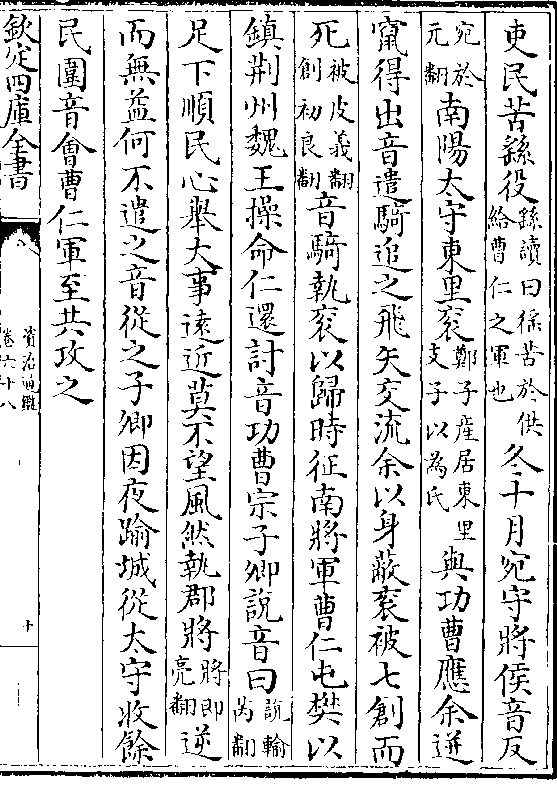 吏民苦繇役繇讀曰徭苦於供給曹仁之軍也冬十月宛守將侯音反
宛於元翻南陽太守東里袞鄭子產居東里支子以為氏與功曹應余迸
竄得出音遣騎追之飛矢交流余以身蔽袞被七創而
死被皮義翻創初良翻音騎執袞以歸時征南將軍曹仁屯樊以
鎮荆州魏王操命仁還討音功曹宗子卿說音曰說輸芮翻
足下順民心舉大事遠近莫不望風然執郡將將即亮翻逆
而無益何不遣之音從之子卿因夜踰城從太守收餘
民圍音會曹仁軍至共攻之
欽定四庫全書
資治通鑑
卷六十八
十